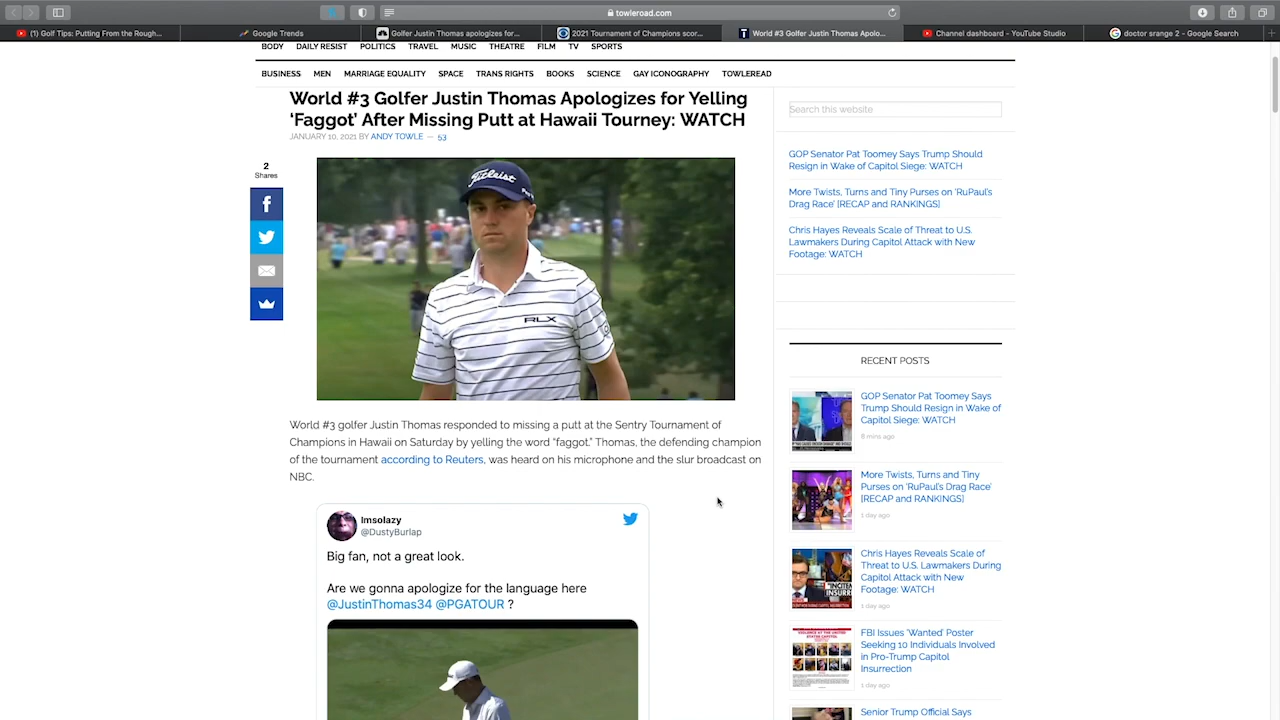 towleroad.com
(1) Golf Tips: Putting From the Rough...
Google Trends
Golfer Justin Thomas apologizes for...
2021 Tournament of Champions scor...
World #3 Golfer Justin Thomas Apolo...
Channel dashboard - YouTube Studio
doctor srange 2 - Google Search
BODY DAILY RESIST POLITICS TRAVEL MUSIC THEATRE FILM TV SPORTS
BUSINESS MEN MARRIAGE EQUALITY SPACE TRANS RIGHTS BOOKS SCIENCE GAY ICONOGRAPHY TOWLEREAD
World #3 Golfer Justin Thomas Apologizes for Yelling
‘Faggot’ After Missing Putt at Hawaii Tourney: WATCH
JANUARY 10, 2021 BY ANDY TOWLE — 53
2
Shares
Titleist
RLX
World #3 golfer Justin Thomas responded to missing a putt at the Sentry Tournament of
Champions in Hawaii on Saturday by yelling the word “faggot.” Thomas, the defending champion
of the tournament according to Reuters, was heard on his microphone and the slur broadcast on
NBC.
Imsolazy
@DustyBurlap
Big fan, not a great look.
Are we gonna apologize for the language here
@JustinThomas34 @PGATOUR ?
Search this website
GOP Senator Pat Toomey Says Trump Should
Resign in Wake of Capitol Siege: WATCH
More Twists, Turns and Tiny Purses on ‘RuPaul’s
Drag Race’ [RECAP and RANKINGS]
Chris Hayes Reveals Scale of Threat to U.S.
Lawmakers During Capitol Attack with New
Footage: WATCH
RECENT POSTS
GOP Senator Pat Toomey Says
Trump Should Resign in Wake of
Capitol Siege: WATCH
8 mins ago
More Twists, Turns and Tiny
Purses on ‘RuPaul’s Drag Race’
[RECAP and RANKINGS]
1 day ago
Chris Hayes Reveals Scale of
Threat to U.S. Lawmakers During
Capitol Attack with New
Footage: WATCH
1 day ago
FBI Issues ‘Wanted’ Poster
Seeking 10 Individuals Involved
in Pro-Trump Capitol
Insurrection
1 day ago
Senior Trump Official Says